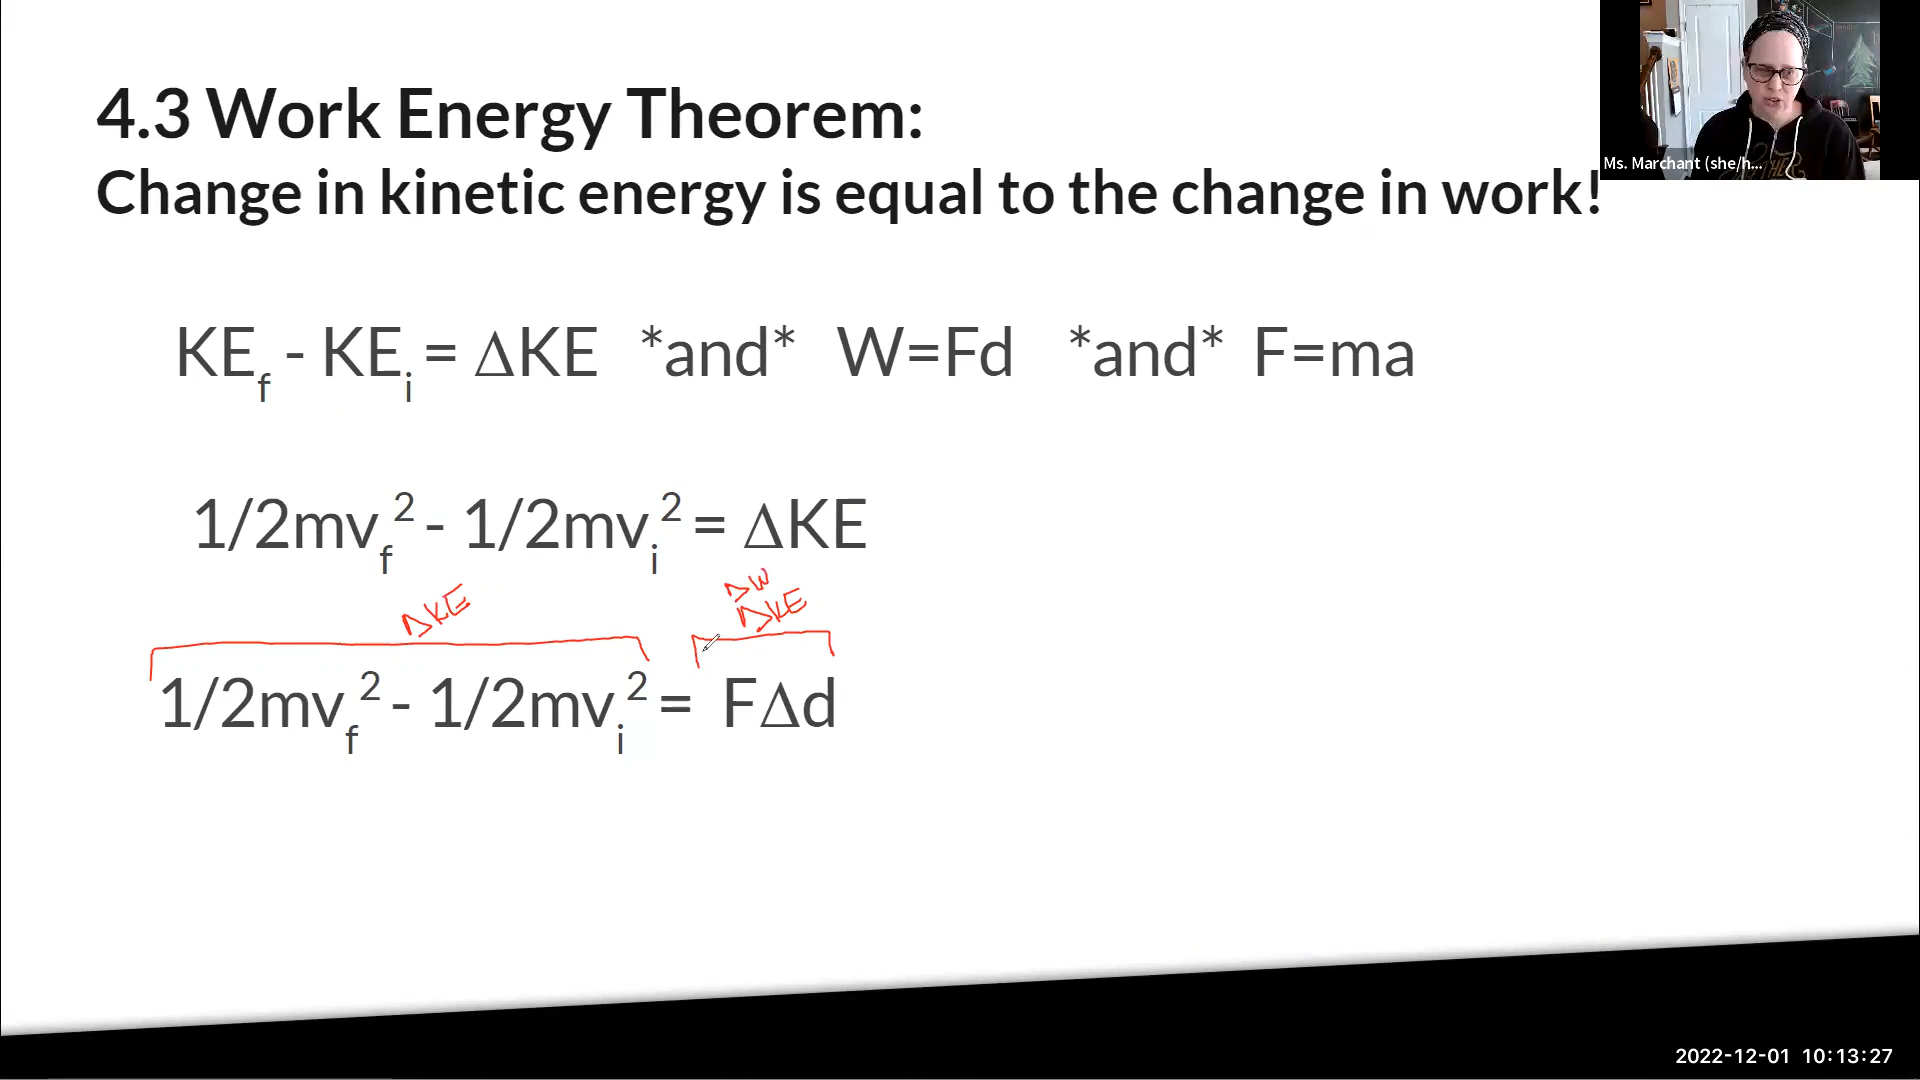 4.3 Work Energy Theorem:
Change in kinetic energy is equal to the change in work!
Ms. Marchant (she/h...
KEf - KEi = ΔKE *and* W=Fd *and* F=ma
1/2mvf² - 1/2mvi² = ΔKE
ΔW
ΔKE ΔKE
1/2mvf² - 1/2mvi² = FΔd
2022-12-01 10:13:27